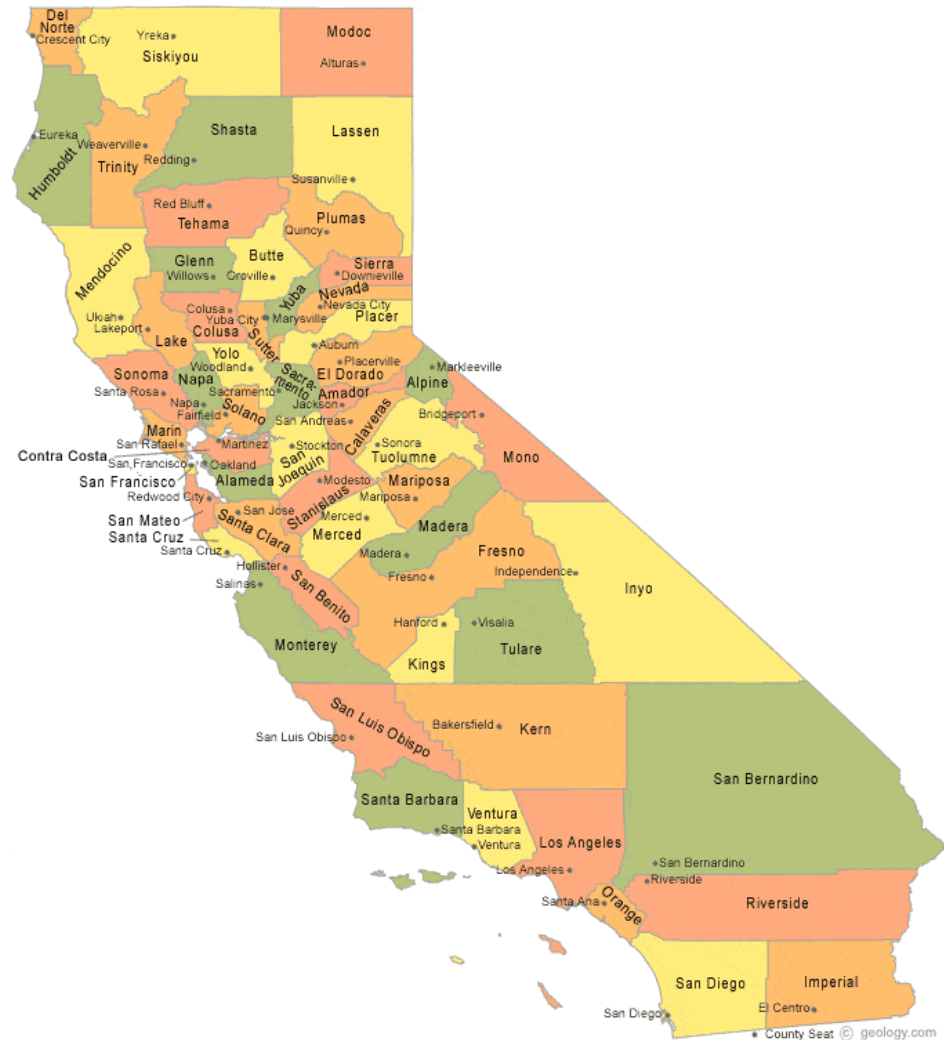 Del
Norte
Crescent City
Yreka
Siskiyou
Modoc
Alturas
Eureka
Humboldt
Weaverville
Trinity
Shasta
Redding
Lassen
Susanville
Red Bluff
Tehama
Plumas
Quincy
Mendocino
Glenn
Willows
Butte
Oroville
Sierra
Downieville
Yuba
Nevada
Nevada City
Ukiah
Lakeport
Lake
Colusa
Colusa
Yuba City
Marysville
Sutter
Placer
Auburn
Sonoma
Santa Rosa
Napa
Napa
Yolo
Woodland
Sacramento
Sacra-
mento
El Dorado
Placerville
Amador
Jackson
Alpine
Markleeville
Fairfield
Solano
San Andreas
Calaveras
Bridgeport
Marin
San Rafael
Martinez
Contra Costa
Stockton
San
Joaquin
Sonora
Tuolumne
Mono
San Francisco
San Francisco
Oakland
Alameda
Redwood City
San Jose
Modesto
Stanislaus
Mariposa
Mariposa
San Mateo
Santa Clara
Merced
Merced
Madera
Madera
Santa Cruz
Santa Cruz
Hollister
San Benito
Salinas
Fresno
Fresno
Independence
Inyo
Monterey
Hanford
Kings
Visalia
Tulare
San Luis Obispo
San Luis Obispo
Bakersfield
Kern
San Bernardino
Santa Barbara
Santa Barbara
Ventura
Ventura
Los Angeles
Los Angeles
San Bernardino
Riverside
Riverside
Santa Ana
Orange
San Diego
San Diego
Imperial
El Centro
County Seat © geology.com